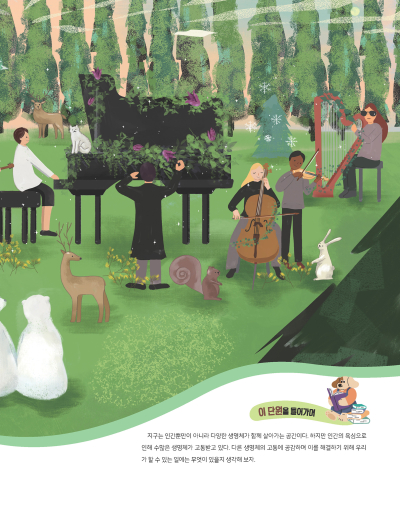 이 단원을 들어가며
지구는 인간뿐만이 아니라 다양한 생명체가 함께 살아가는 공간이다. 하지만 인간의 욕심으로
인해 수많은 생명체가 고통받고 있다. 다른 생명체의 고통에 공감하며 이를 해결하기 위해 우리
가 할 수 있는 일에는 무엇이 있을지 생각해 보자.